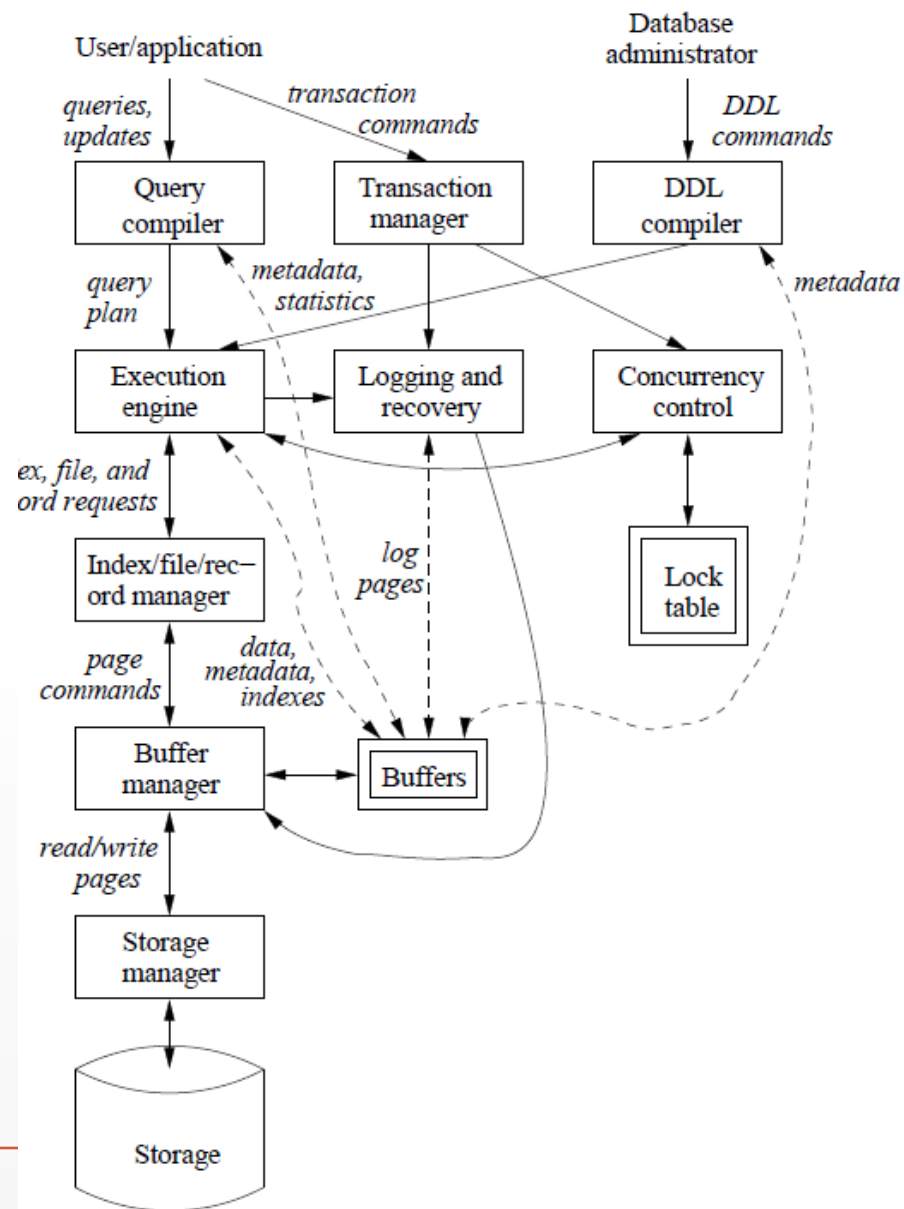 User/application
Database
administrator
queries,
updates
transaction
commands
DDL
commands
Query
compiler
Transaction
manager
DDL
compiler
query
plan
metadata,
statistics
metadata
Execution
engine
Logging and
recovery
Concurrency
control
ex, file, and
ord requests
Index/file/rec–
ord manager
log
pages
Lock
table
page
commands
data,
metadata,
indexes
Buffer
manager
Buffers
read/write
pages
Storage
manager
Storage